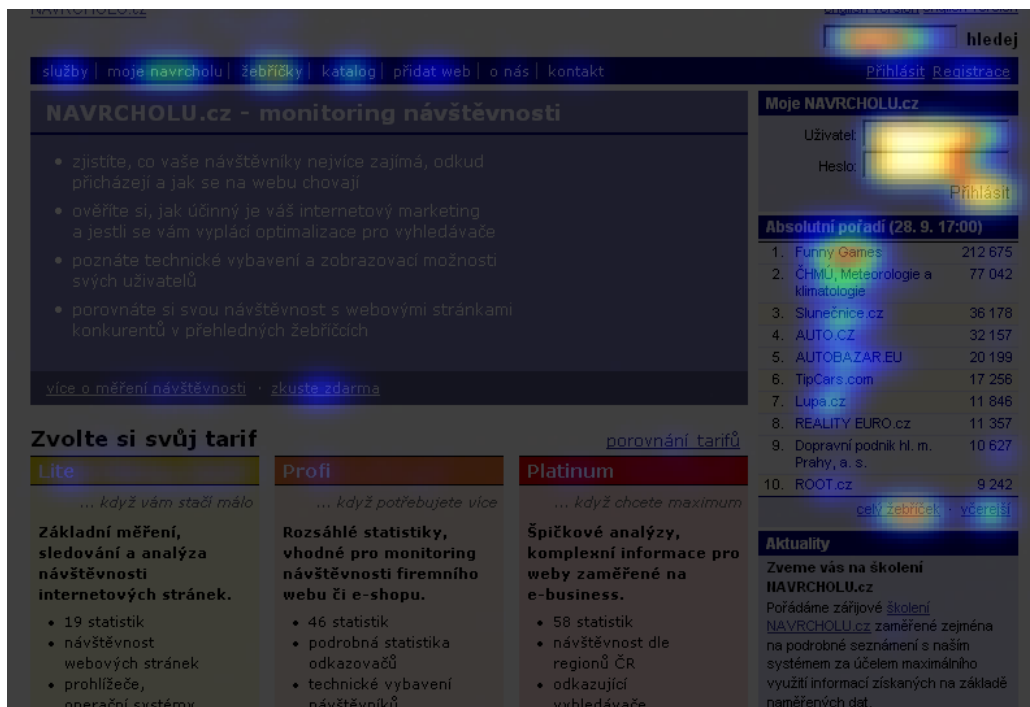 NAVRCHOLU.cz
english version
hledej
služby | moje navrcholu | žebříčky | katalog | přidat web | o nás | kontakt
Přihlásit Registrace
NAVRCHOLU.cz - monitoring návštěvnosti
• zjistíte, co vaše návštěvníky nejvíce zajímá, odkud
přicházejí a jak se na webu chovají
• ověříte si, jak účinný je váš internetový marketing
a jestli se vám vyplácí optimalizace pro vyhledávače
• poznáte technické vybavení a zobrazovací možnosti
svých uživatelů
• porovnáte si svou návštěvnost s webovými stránkami
konkurentů v přehledných žebříčcích
více o měření návštěvnosti · zkuste zdarma
Moje NAVRCHOLU.cz
Uživatel:
Heslo:
Přihlásit
Absolutní pořadí (28. 9. 17:00)
1. Funny Games 212 675
2. ČHMÚ, Meteorologie a 77 042
klimatologie
3. Slunečnice.cz 36 178
4. AUTO.CZ 32 157
5. AUTOBAZAR.EU 20 199
6. TipCars.com 17 256
7. Lupa.cz 11 846
8. REALITY EURO.cz 11 357
9. Dopravní podnik hl. m. 10 627
Prahy, a. s.
10. ROOT.cz 9 242
celý žebříček · včerejší
Zvolte si svůj tarif
porovnání tarifů
Lite
... když vám stačí málo
Základní měření,
sledování a analýza
návštěvnosti
internetových stránek.
• 19 statistik
• návštěvnost
webových stránek
• prohlížeče,
operační systémy
Profi
... když potřebujete více
Rozsáhlé statistiky,
vhodné pro monitoring
návštěvnosti firemního
webu či e-shopu.
• 46 statistik
• podrobná statistika
odkazovačů
• technické vybavení
návštěvníků
Platinum
... když chcete maximum
Špičkové analýzy,
komplexní informace pro
weby zaměřené na
e-business.
• 58 statistik
• návštěvnost dle
regionů ČR
• odkazující
vyhledávače
Aktuality
Zveme vás na školení
NAVRCHOLU.cz
Pořádáme zářijové školení
NAVRCHOLU.cz zaměřené zejména
na podrobné seznámení s naším
systémem za účelem maximálního
využití informací získaných na základě
naměřených dat.